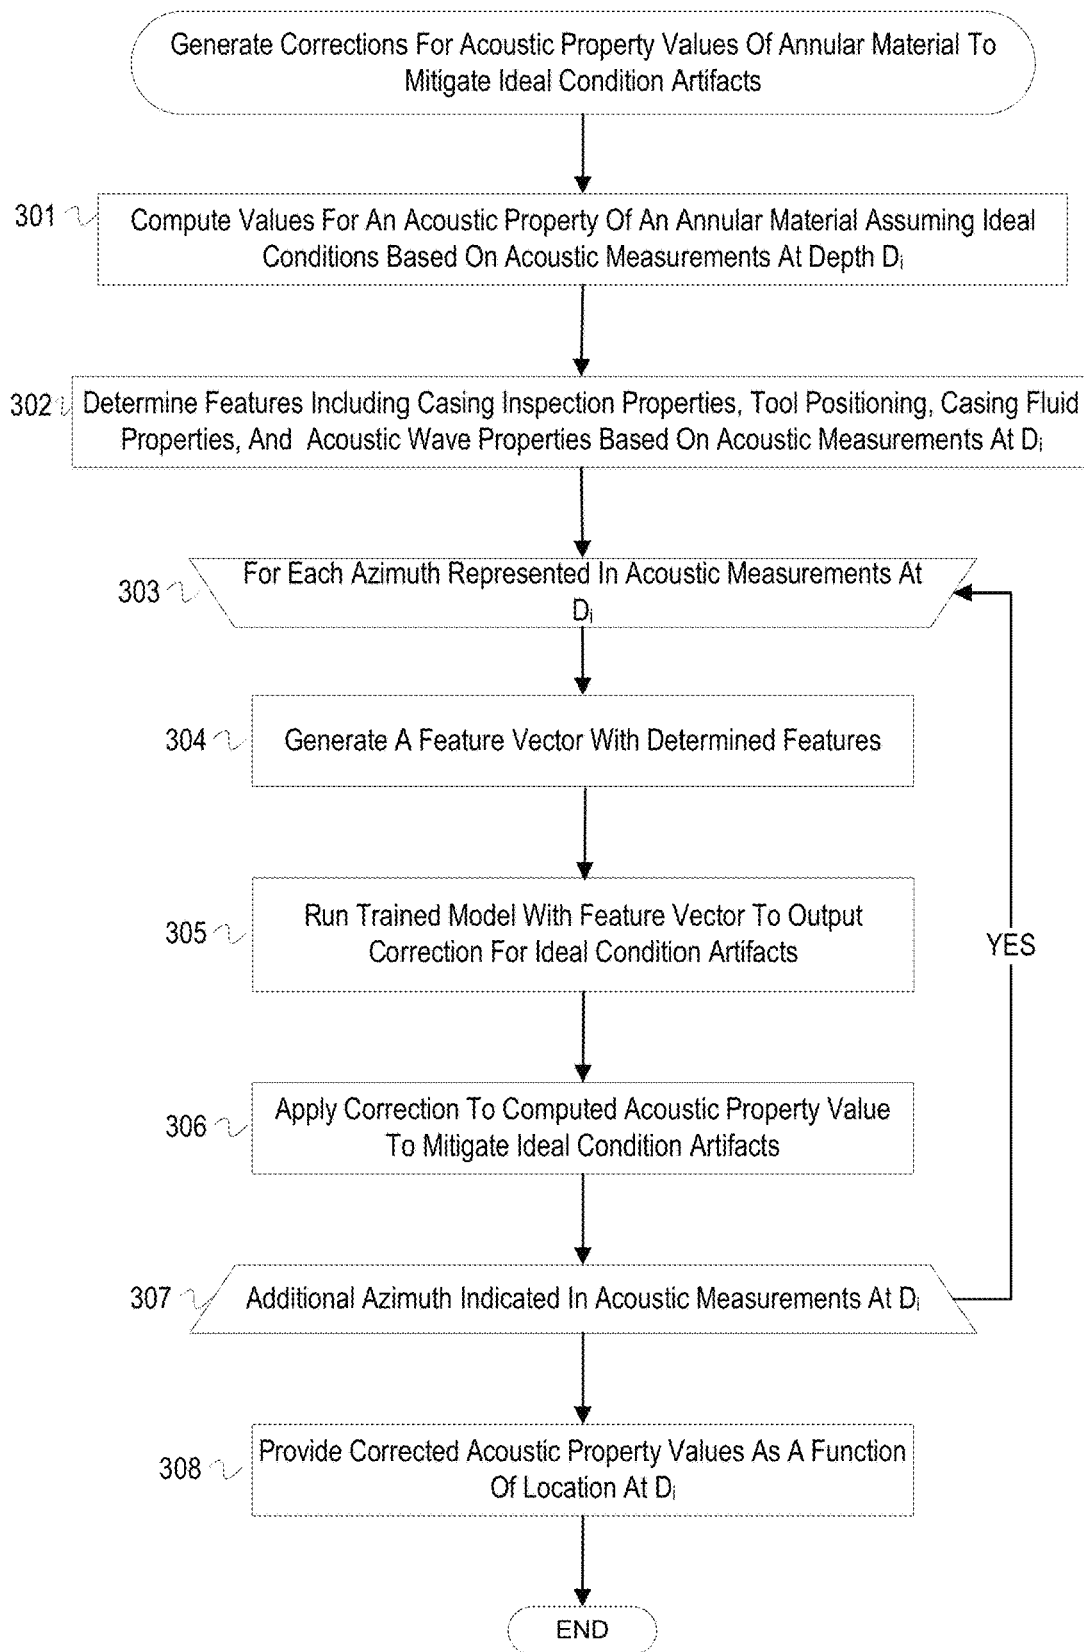 Generate Corrections For Acoustic Property Values Of Annular Material To
Mitigate Ideal Condition Artifacts
301
Compute Values For An Acoustic Property Of An Annular Material Assuming Ideal
Conditions Based On Acoustic Measurements At Depth Di
302
Determine Features Including Casing Inspection Properties, Tool Positioning, Casing Fluid
Properties, And Acoustic Wave Properties Based On Acoustic Measurements At Di
303
For Each Azimuth Represented In Acoustic Measurements At
Di
304
Generate A Feature Vector With Determined Features
305
Run Trained Model With Feature Vector To Output
Correction For Ideal Condition Artifacts
YES
306
Apply Correction To Computed Acoustic Property Value
To Mitigate Ideal Condition Artifacts
307
Additional Azimuth Indicated In Acoustic Measurements At Di
308
Provide Corrected Acoustic Property Values As A Function
Of Location At Di
END